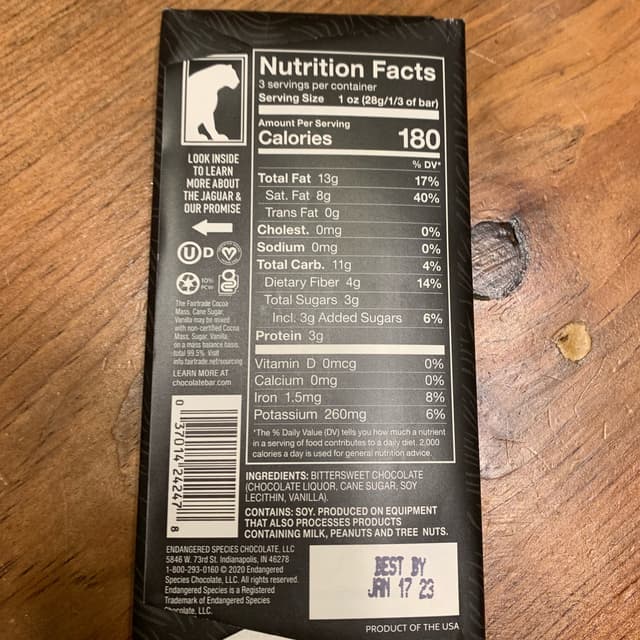 Nutrition Facts
3 servings per container
Serving Size 1 oz (28g/1/3 of bar)
Amount Per Serving
Calories 180
% DV*
Total Fat 13g 17%
Sat. Fat 8g 40%
Trans Fat 0g
Cholest. 0mg 0%
Sodium 0mg 0%
Total Carb. 11g 4%
Dietary Fiber 4g 14%
Total Sugars 3g
Incl. 3g Added Sugars 6%
Protein 3g
Vitamin D 0mcg 0%
Calcium 0mg 0%
Iron 1.5mg 8%
Potassium 260mg 6%
*The % Daily Value (DV) tells you how much a nutrient
in a serving of food contributes to a daily diet. 2,000
calories a day is used for general nutrition advice.
LOOK INSIDE
TO LEARN
MORE ABOUT
THE JAGUAR &
OUR PROMISE
U D V
10%
PCW
The Fairtrade Cocoa
Mass, Cane Sugar,
Vanilla may be mixed
with non-certified Cocoa
Mass, Sugar, Vanilla,
on a mass balance basis,
total 99.5%. Visit
info.fairtrade.net/sourcing
LEARN MORE AT
chocolatebar.com
0 37014 24247 8
INGREDIENTS: BITTERSWEET CHOCOLATE
(CHOCOLATE LIQUOR, CANE SUGAR, SOY
LECITHIN, VANILLA).
CONTAINS: SOY. PRODUCED ON EQUIPMENT
THAT ALSO PROCESSES PRODUCTS
CONTAINING MILK, PEANUTS AND TREE NUTS.
ENDANGERED SPECIES CHOCOLATE, LLC
5846 W. 73rd St. Indianapolis, IN 46278
1-800-293-0160 © 2020 Endangered
Species Chocolate, LLC. All rights reserved.
Endangered Species is a Registered
Trademark of Endangered Species
Chocolate, LLC.
BEST BY
JAN 17 23
PRODUCT OF THE USA